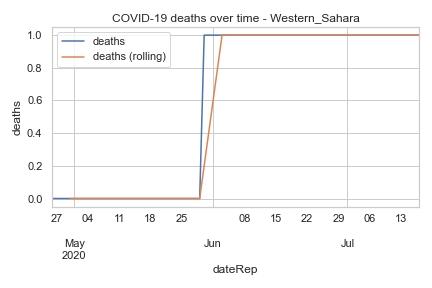 COVID-19 deaths over time - Western_Sahara
deaths
deaths (rolling)
1.0
0.8
0.6
0.4
0.2
0.0
deaths
27 04 11 18 25 08 15 22 29 06 13
May Jun Jul
2020
dateRep